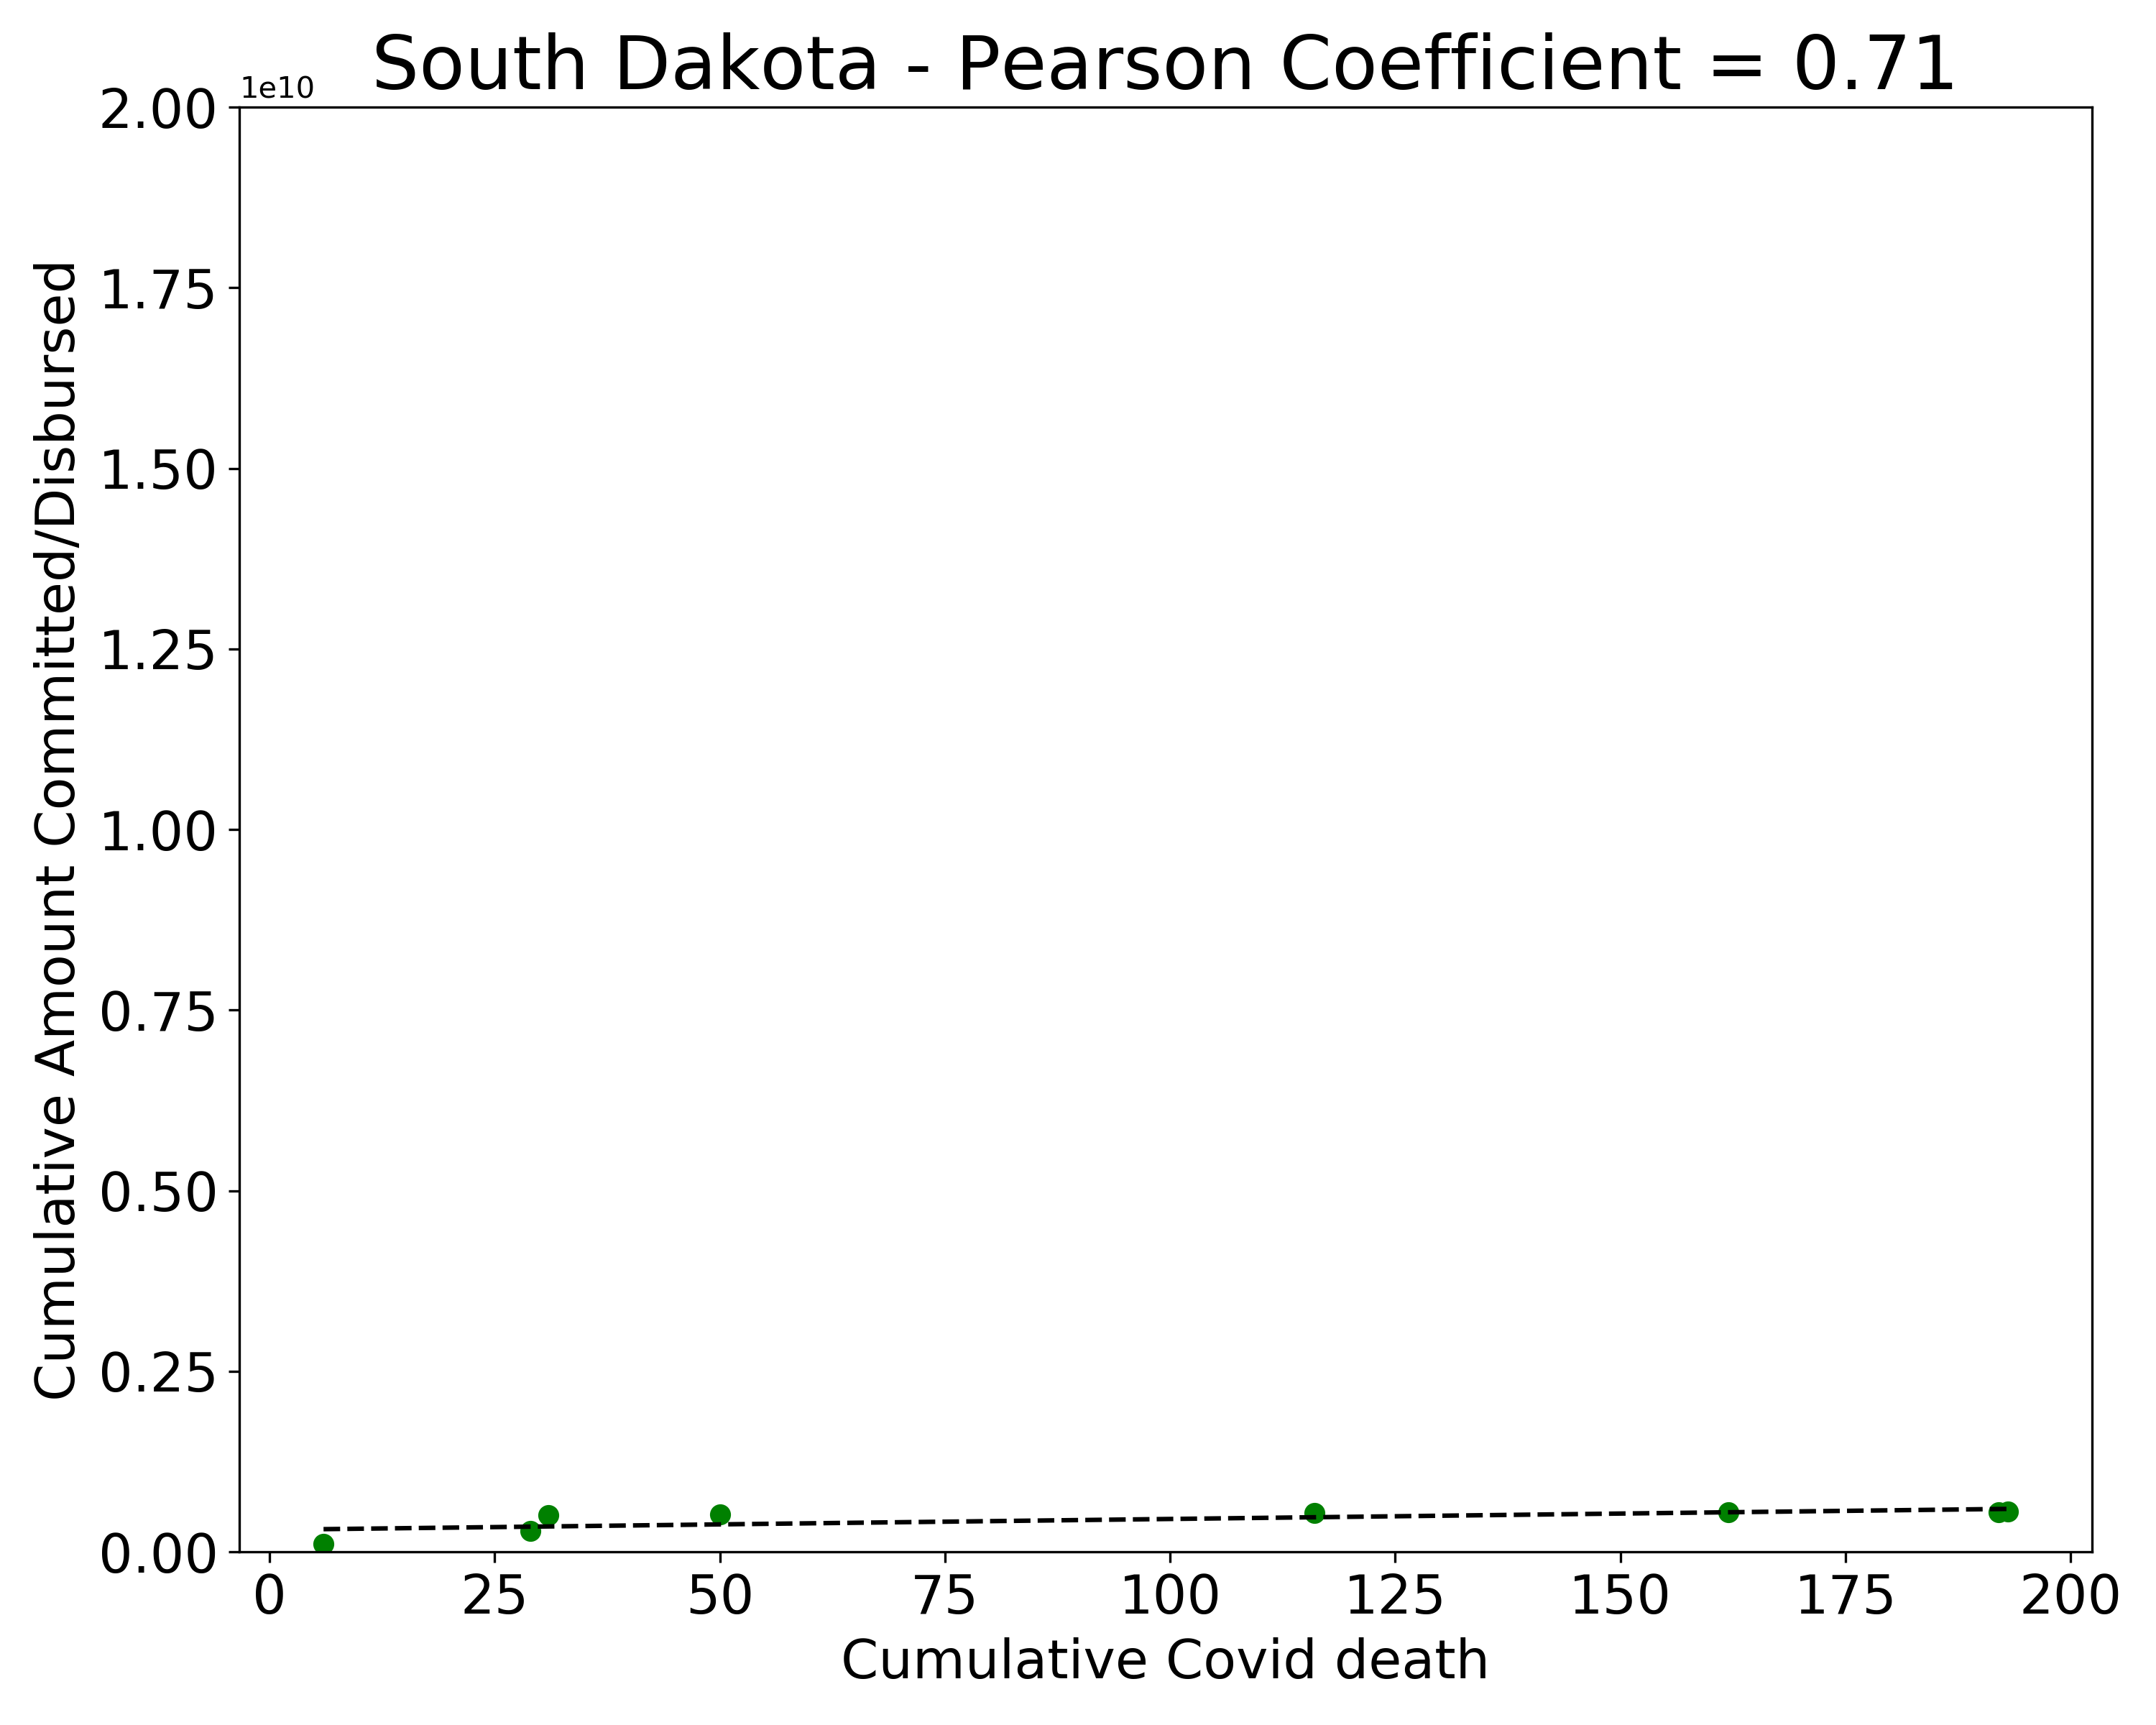 South Dakota - Pearson Coefficient = 0.71
1e10
2.00
1.75
1.50
1.25
1.00
0.75
0.50
0.25
0.00
Cumulative Amount Committed/Disbursed
0 25 50 75 100 125 150 175 200
Cumulative Covid death